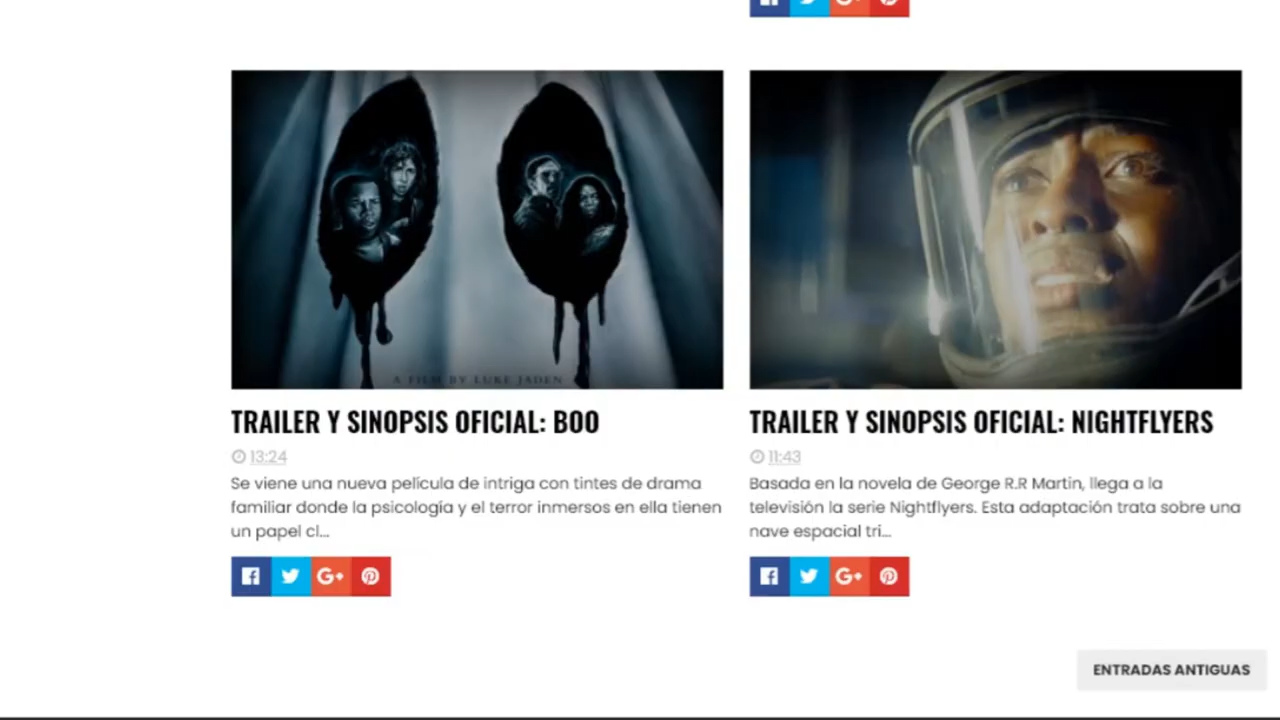 A FILM BY LUKE JADEN
TRAILER Y SINOPSIS OFICIAL: BOO
13:24
Se viene una nueva película de intriga con tintes de drama
familiar donde la psicología y el terror inmersos en ella tienen
un papel cl...
TRAILER Y SINOPSIS OFICIAL: NIGHTFLYERS
11:43
Basada en la novela de George R.R Martin, llega a la
televisión la serie Nightflyers. Esta adaptación trata sobre una
nave espacial tri...
G+
G+
ENTRADAS ANTIGUAS